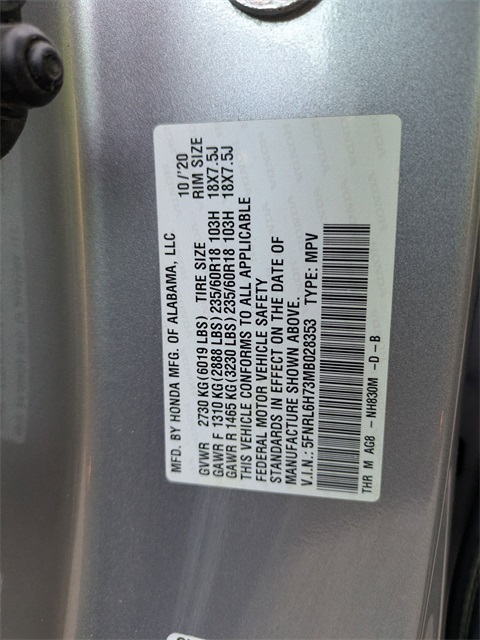 MFD. BY HONDA MFG. OF ALABAMA, LLC 10/'20
GVWR 2730 KG (6019 LBS) TIRE SIZE RIM SIZE
GAWR F 1310 KG (2888 LBS) 235/60R18 103H 18X7.5J
GAWR R 1465 KG (3230 LBS) 235/60R18 103H 18X7.5J
THIS VEHICLE CONFORMS TO ALL APPLICABLE
FEDERAL MOTOR VEHICLE SAFETY
STANDARDS IN EFFECT ON THE DATE OF
MANUFACTURE SHOWN ABOVE.
V.I.N.: 5FNRL6H73MB028353 TYPE: MPV
THR M AG8 - NH830M -D - B